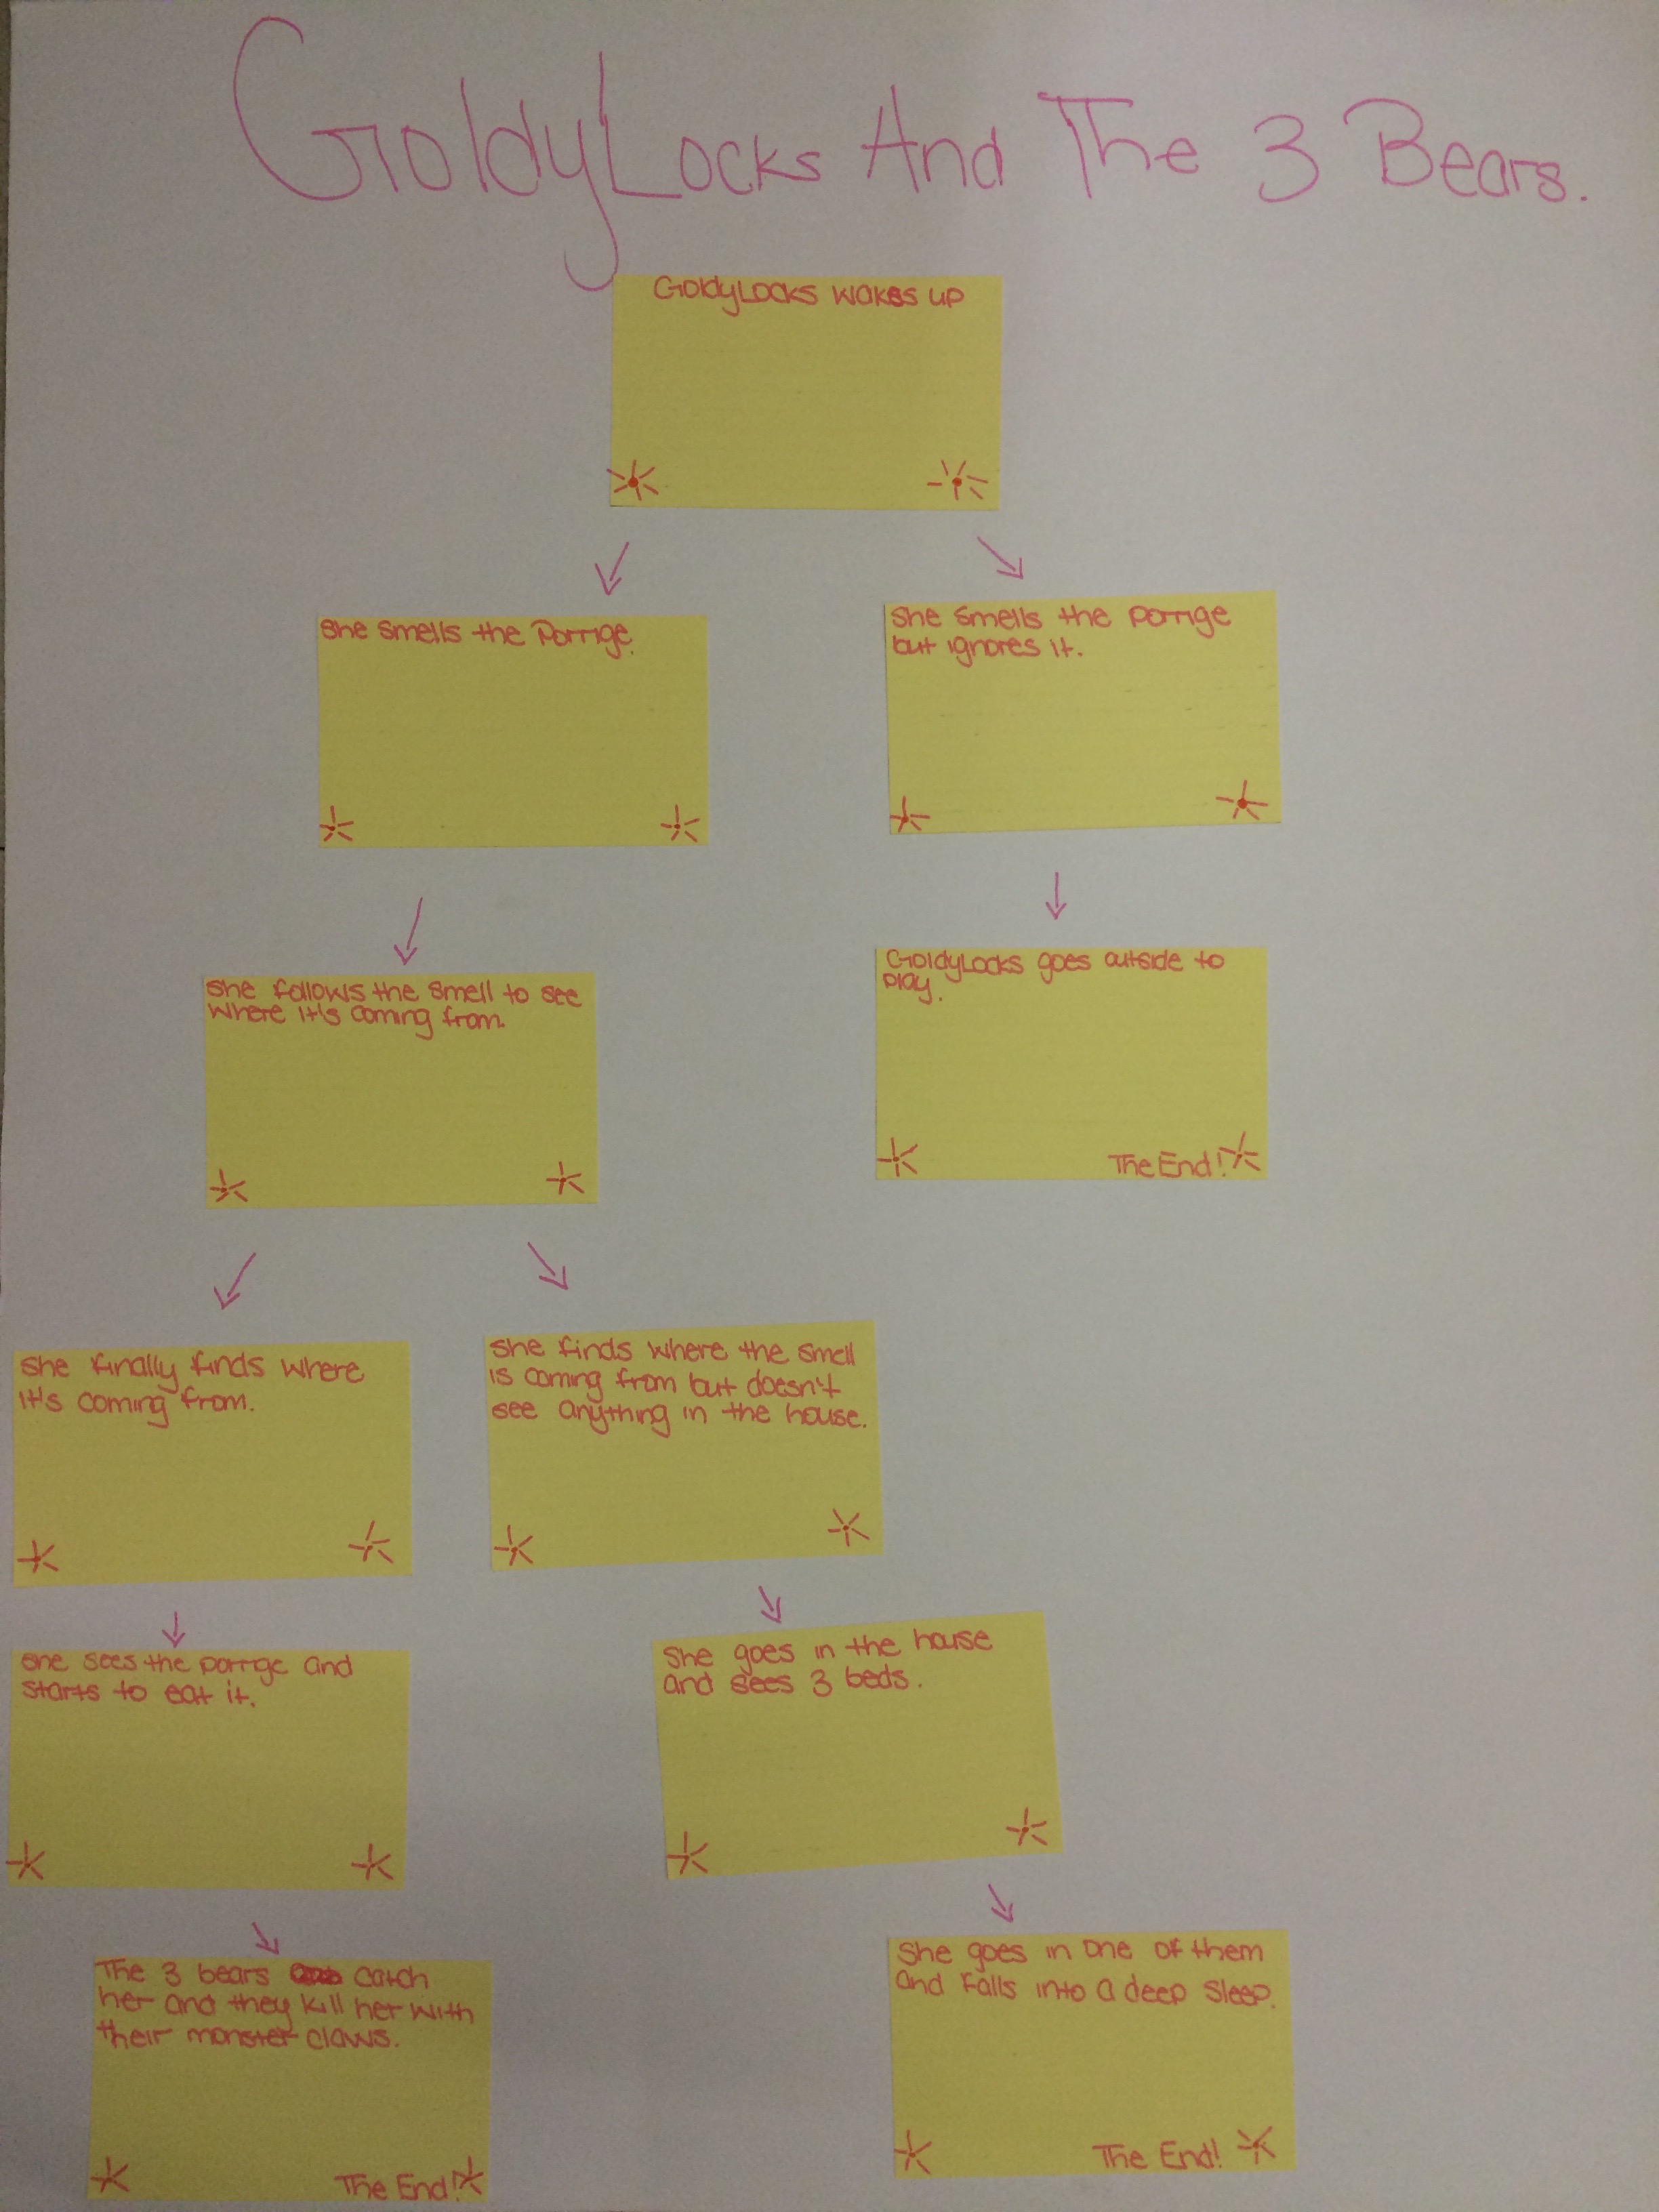 GoldyLocks And The 3 Bears.
GoldyLocks wakes up
She smells the Porrige.
She smells the porrige
but ignores it.
She follows the smell to see
where it's coming from.
GoldyLocks goes outside to
play.
The End!
She finally finds where
it's coming from.
She finds where the smell
is coming from but doesn't
see anything in the house.
She sees the porrige and
starts to eat it.
She goes in the house
and sees 3 beds.
The 3 bears catch
her and they kill her with
their monster claws.
The End!
She goes in one of them
and Falls into a deep sleep.
The End!